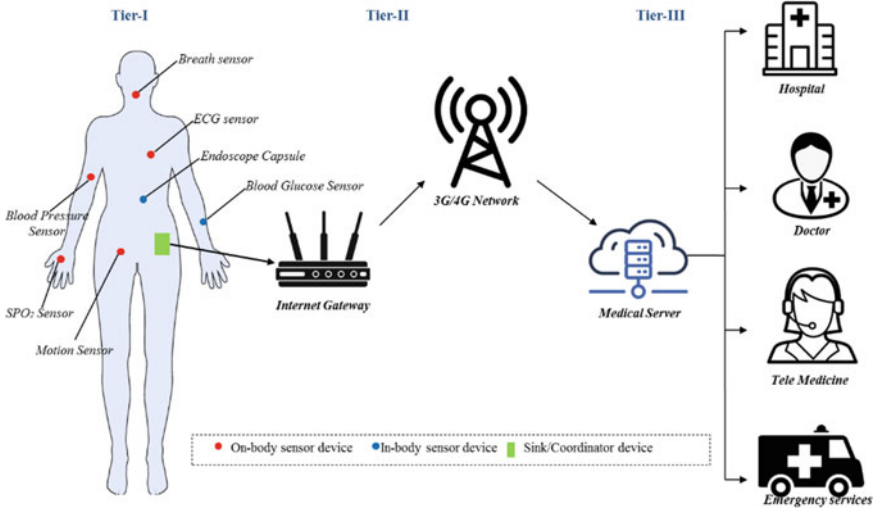 Tier-I
Tier-II
Tier-III
Breath sensor
ECG sensor
Endoscope Capsule
Blood Glucose Sensor
Blood Pressure
Sensor
SPO₂ Sensor
Motion Sensor
Internet Gateway
3G/4G Network
Medical Server
Hospital
Doctor
Tele Medicine
Emergency services
On-body sensor device
In-body sensor device
Sink/Coordinator device